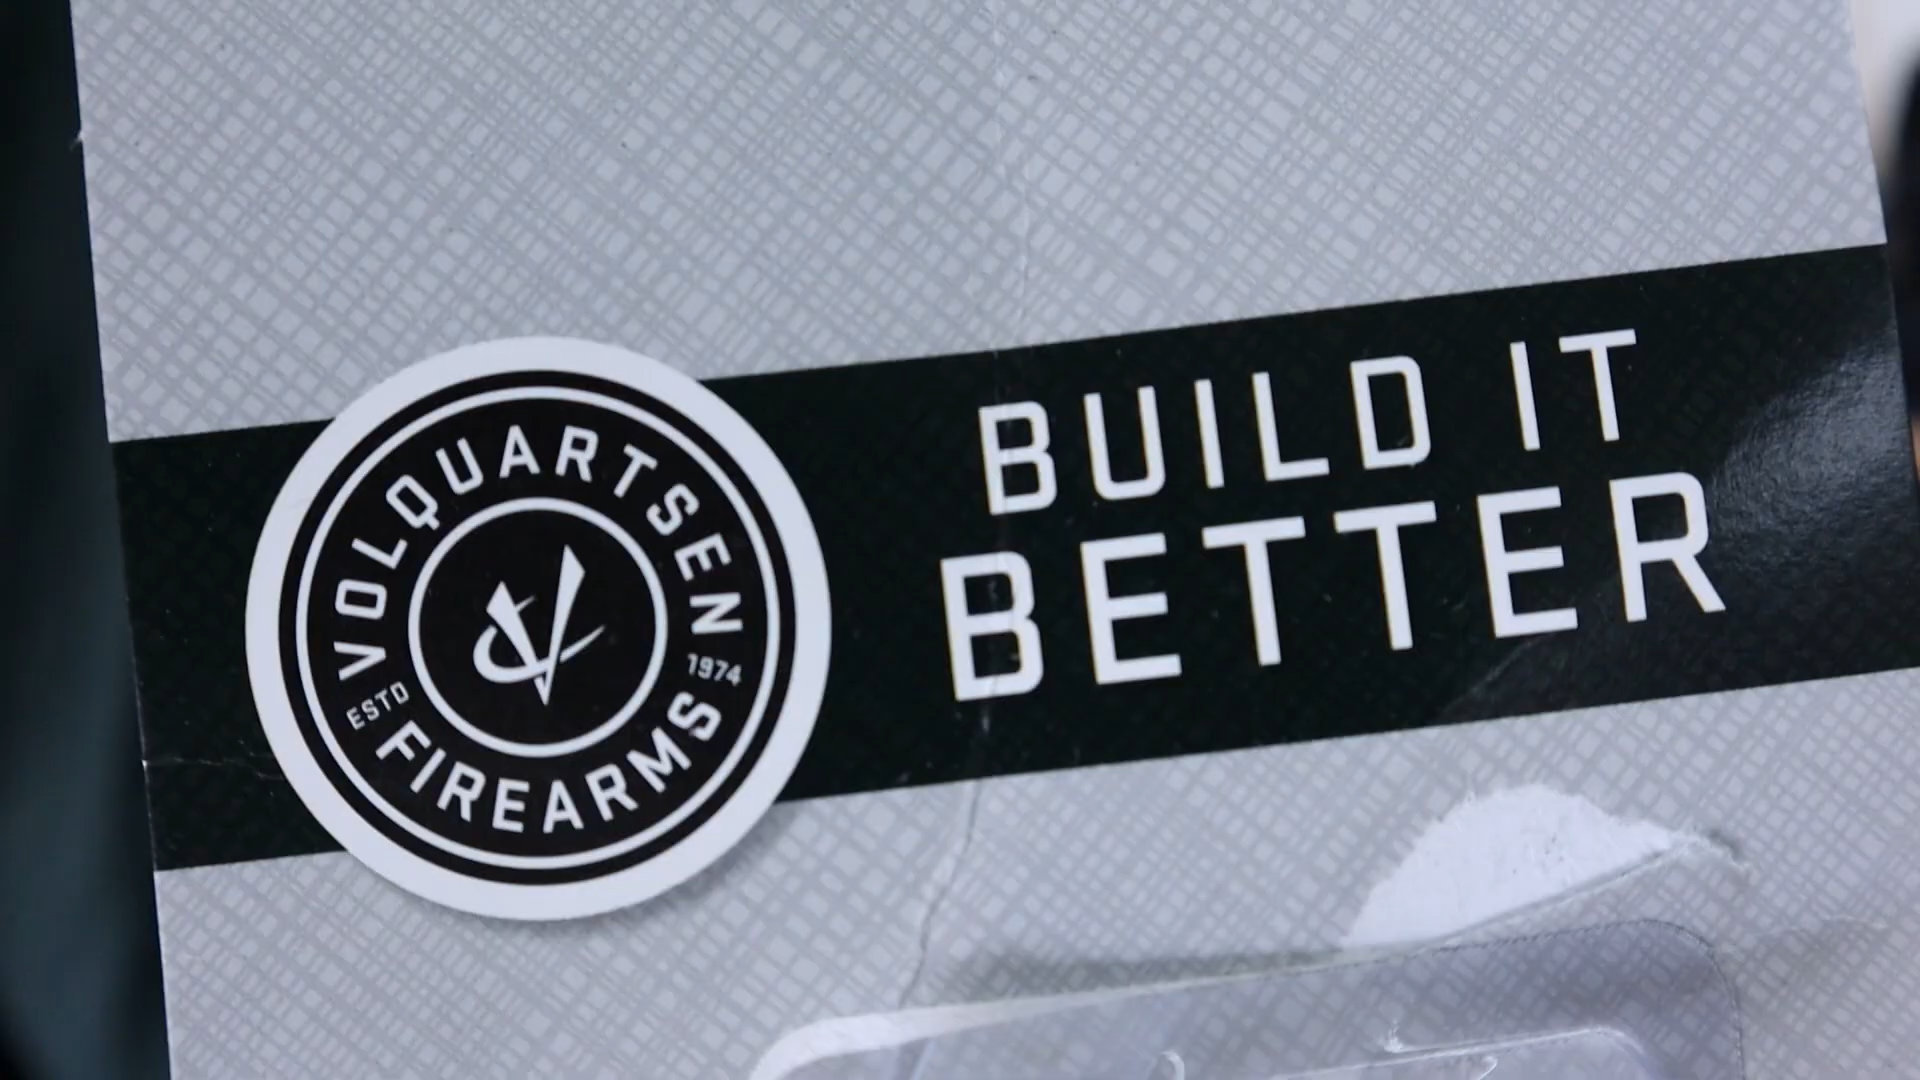 VOLQUARTSEN
ESTD 1974
FIREARMS
BUILD IT
BETTER